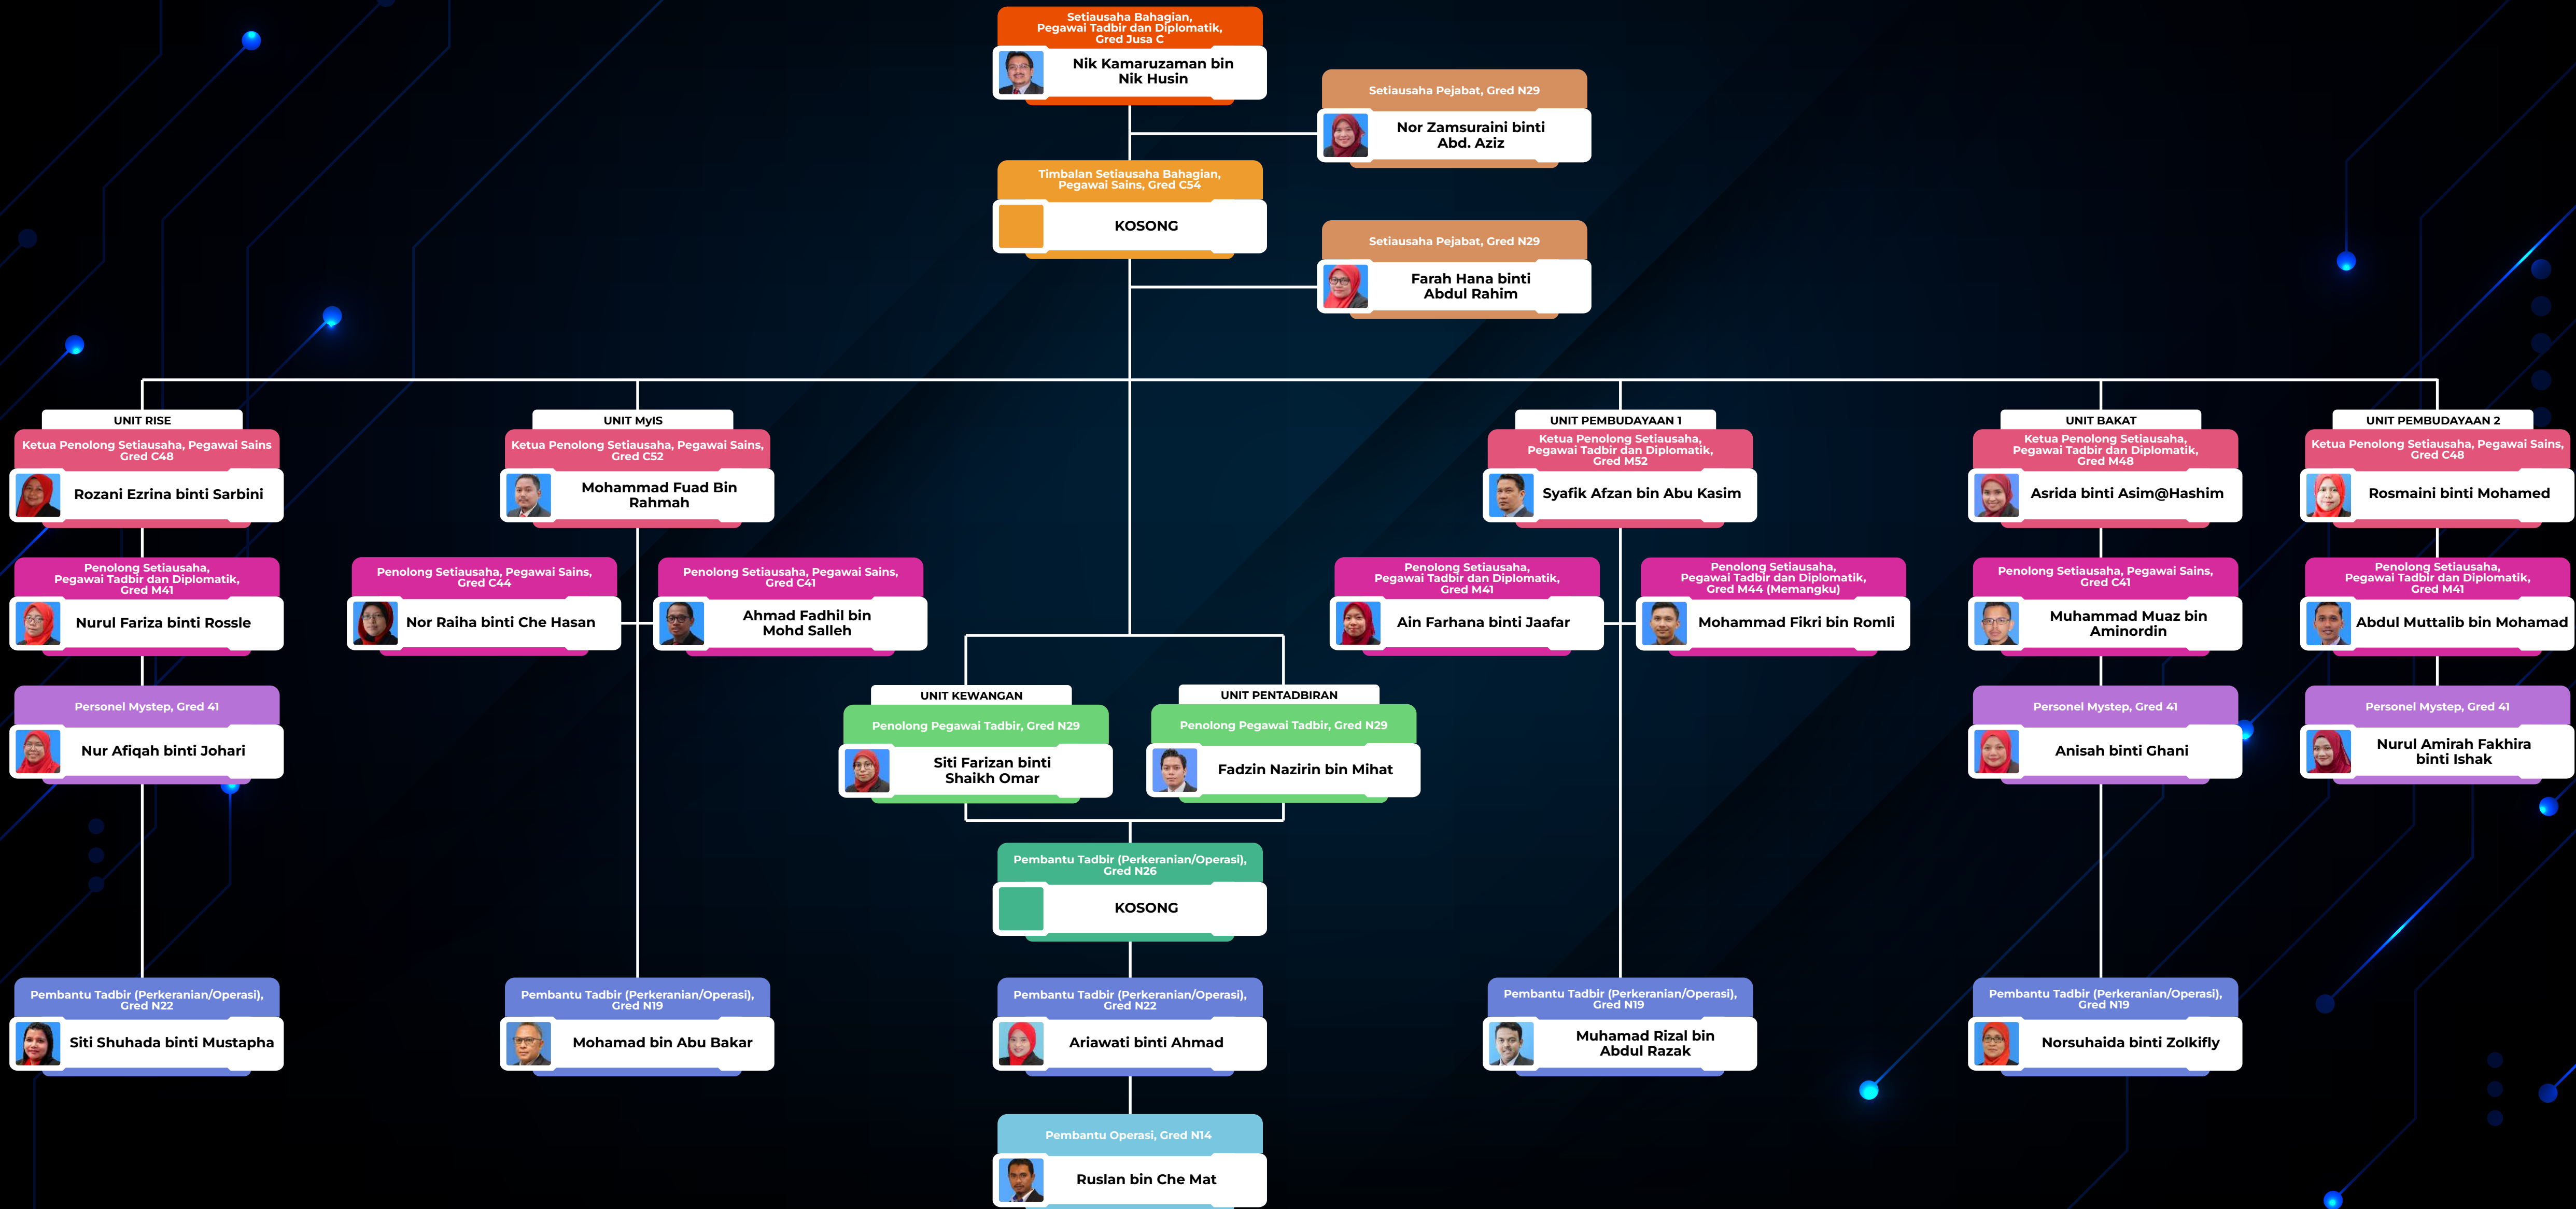 Setiausaha Bahagian,
Pegawai Tadbir dan Diplomatik,
Gred Jusa C
Nik Kamaruzaman bin
Nik Husin
Setiausaha Pejabat, Gred N29
Nor Zamsuraini binti
Abd. Aziz
Timbalan Setiausaha Bahagian,
Pegawai Sains, Gred C54
KOSONG
Setiausaha Pejabat, Gred N29
Farah Hana binti
Abdul Rahim
UNIT RISE
Ketua Penolong Setiausaha, Pegawai Sains
Gred C48
Rozani Ezrina binti Sarbini
Penolong Setiausaha,
Pegawai Tadbir dan Diplomatik,
Gred M41
Nurul Fariza binti Rossle
Personel Mystep, Gred 41
Nur Afiqah binti Johari
Pembantu Tadbir (Perkeranian/Operasi),
Gred N22
Siti Shuhada binti Mustapha
UNIT MyIS
Ketua Penolong Setiausaha, Pegawai Sains,
Gred C52
Mohammad Fuad Bin
Rahmah
Penolong Setiausaha, Pegawai Sains,
Gred C44
Nor Raiha binti Che Hasan
Penolong Setiausaha, Pegawai Sains,
Gred C41
Ahmad Fadhil bin
Mohd Salleh
Pembantu Tadbir (Perkeranian/Operasi),
Gred N19
Mohamad bin Abu Bakar
UNIT KEWANGAN
Penolong Pegawai Tadbir, Gred N29
Siti Farizan binti
Shaikh Omar
UNIT PENTADBIRAN
Penolong Pegawai Tadbir, Gred N29
Fadzin Nazirin bin Mihat
Pembantu Tadbir (Perkeranian/Operasi),
Gred N26
KOSONG
Pembantu Tadbir (Perkeranian/Operasi),
Gred N22
Ariawati binti Ahmad
Pembantu Operasi, Gred N14
Ruslan bin Che Mat
UNIT PEMBUDAYAAN 1
Ketua Penolong Setiausaha,
Pegawai Tadbir dan Diplomatik,
Gred M52
Syafik Afzan bin Abu Kasim
Penolong Setiausaha,
Pegawai Tadbir dan Diplomatik,
Gred M41
Ain Farhana binti Jaafar
Penolong Setiausaha,
Pegawai Tadbir dan Diplomatik,
Gred M44 (Memangku)
Mohammad Fikri bin Romli
Pembantu Tadbir (Perkeranian/Operasi),
Gred N19
Muhamad Rizal bin
Abdul Razak
UNIT BAKAT
Ketua Penolong Setiausaha,
Pegawai Tadbir dan Diplomatik,
Gred M48
Asrida binti Asim@Hashim
Penolong Setiausaha, Pegawai Sains,
Gred C41
Muhammad Muaz bin
Aminordin
Personel Mystep, Gred 41
Anisah binti Ghani
Pembantu Tadbir (Perkeranian/Operasi),
Gred N19
Norsuhaida binti Zolkifly
UNIT PEMBUDAYAAN 2
Ketua Penolong Setiausaha, Pegawai Sains,
Gred C48
Rosmaini binti Mohamed
Penolong Setiausaha,
Pegawai Tadbir dan Diplomatik,
Gred M41
Abdul Muttalib bin Mohamad
Personel Mystep, Gred 41
Nurul Amirah Fakhira
binti Ishak